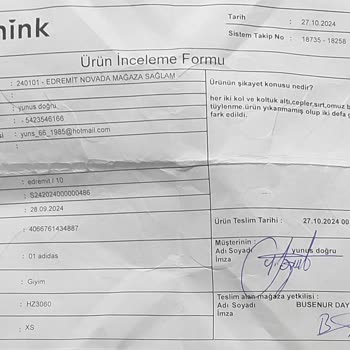 hink
Tarih : 27.10.2024
Sistem Takip No : 18735 - 18258
Ürün İnceleme Formu
: 240101 - EDREMİT NOVADA MAĞAZA SAĞLAM
:
: yunus doğru
: - 5423546166
: yuns_66_1985@hotmail.com
:
Ürünün şikayet konusu nedir?
her iki kol ve koltuk altı,cepler,sırt,omuz b
tüylenme.ürün yıkanmamış olup iki defa g
fark edildi.
: edremit / 10
: S242024000000486
: 28.09.2024
: 4066761434887
: 01 adidas
: Giyim
: HZ3060
: XS
Ürün Teslim Tarihi : 27.10.2024 00
Müşterinin :
Adı Soyadı : yunus doğru
İmza
Teslim alan mağaza yetkilisi :
Adı Soyadı : BUSENUR DAY
İmza